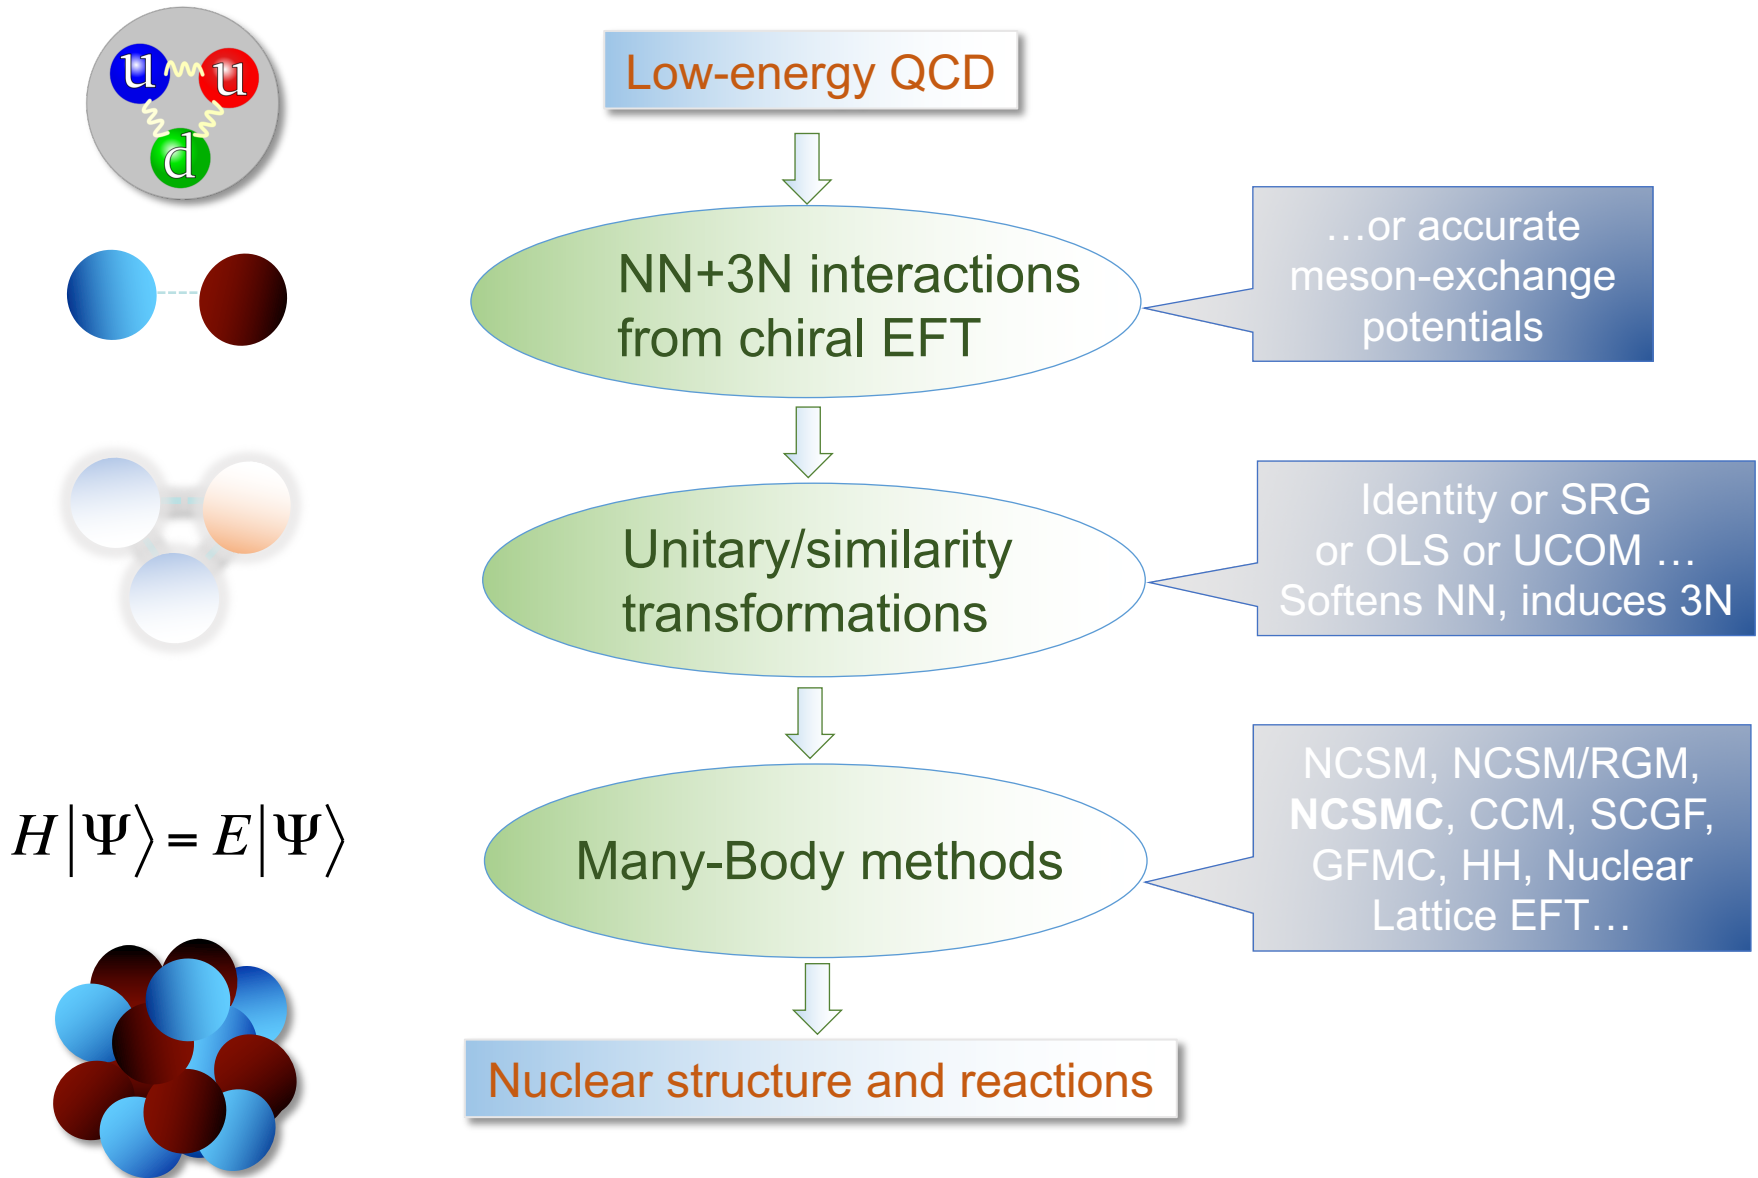 u u
d
Low-energy QCD
NN+3N interactions
from chiral EFT
…or accurate
meson-exchange
potentials
Unitary/similarity
transformations
Identity or SRG
or OLS or UCOM …
Softens NN, induces 3N
H|Ψ⟩ = E|Ψ⟩
Many-Body methods
NCSM, NCSM/RGM,
NCSMC, CCM, SCGF,
GFMC, HH, Nuclear
Lattice EFT…
Nuclear structure and reactions